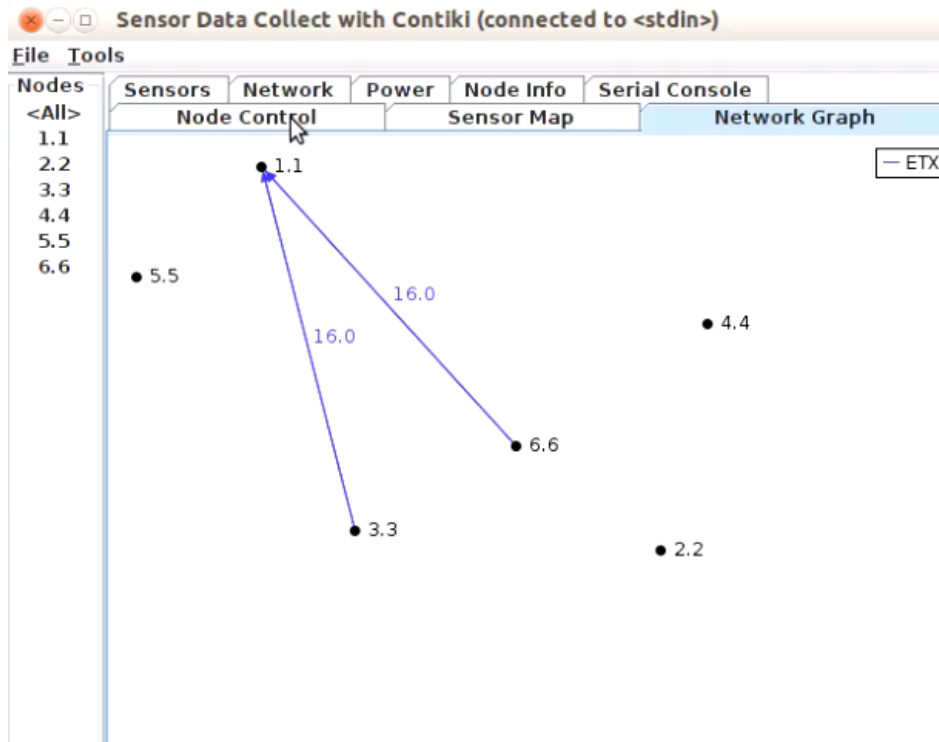 Sensor Data Collect with Contiki (connected to <stdin>)
File Tools
Nodes
<All>
1.1
2.2
3.3
4.4
5.5
6.6
Sensors Network Power Node Info Serial Console
Node Control Sensor Map Network Graph
ETX
1.1
5.5
16.0
4.4
16.0
6.6
3.3
2.2